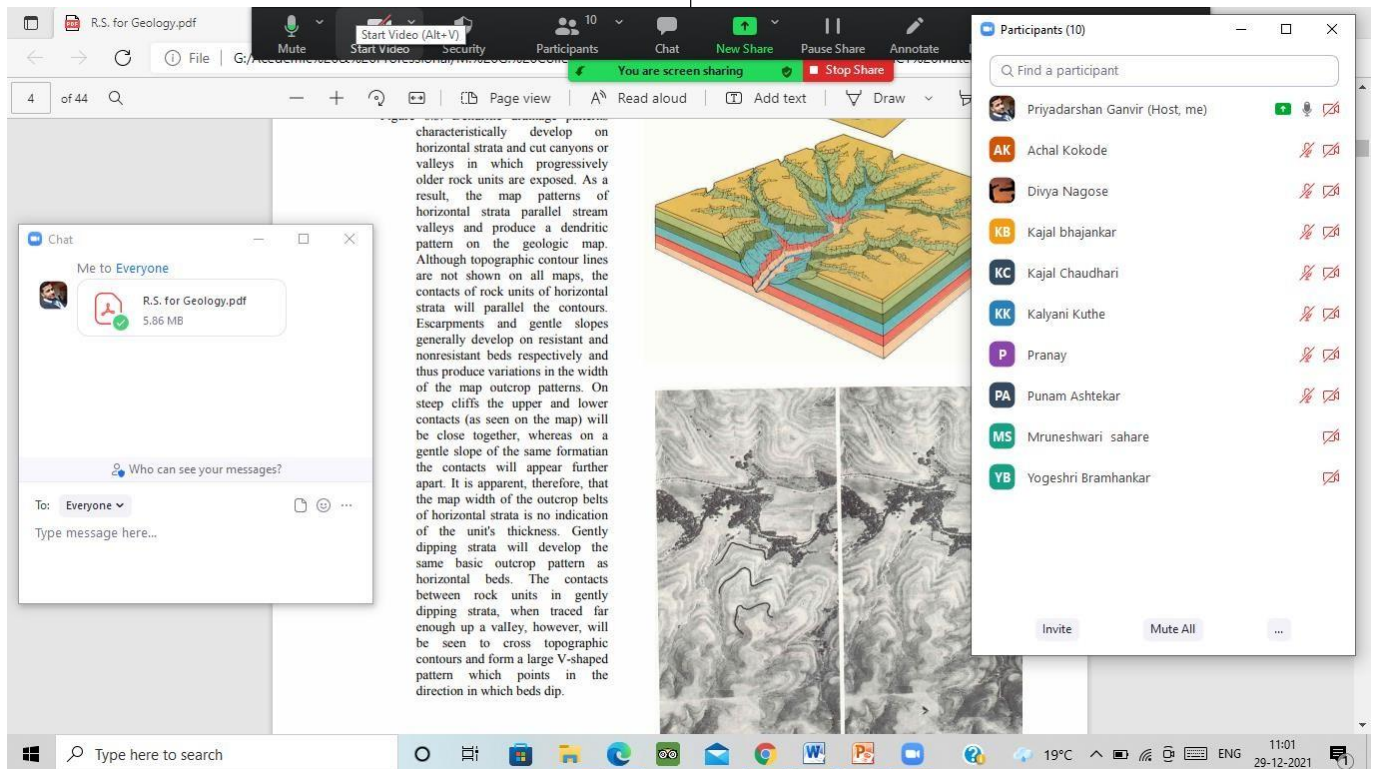 R.S. for Geology.pdf
File
G:/
Mute
Start Video
Start Video (Alt+V)
Security
10
Participants
Chat
New Share
Pause Share
Annotate
You are screen sharing
Stop Share
4 of 44
Page view
Read aloud
Add text
Draw
characteristically develop on
horizontal strata and cut canyons or
valleys in which progressively
older rock units are exposed. As a
result, the map patterns of
horizontal strata parallel stream
valleys and produce a dendritic
pattern on the geologic map.
Although topographic contour lines
are not shown on all maps, the
contacts of rock units of horizontal
strata will parallel the contours.
Escarpments and gentle slopes
generally develop on resistant and
nonresistant beds respectively and
thus produce variations in the width
of the map outcrop patterns. On
steep cliffs the upper and lower
contacts (as seen on the map) will
be close together, whereas on a
gentle slope of the same formatian
the contacts will appear further
apart. It is apparent, therefore, that
the map width of the outcrop belts
of horizontal strata is no indication
of the unit's thickness. Gently
dipping strata will develop the
same basic outcrop pattern as
horizontal beds. The contacts
between rock units in gently
dipping strata, when traced far
enough up a valley, however, will
be seen to cross topographic
contours and form a large V-shaped
pattern which points in the
direction in which beds dip.
Chat
Me to Everyone
R.S. for Geology.pdf
5.86 MB
Who can see your messages?
To: Everyone
Type message here...
Participants (10)
Find a participant
Priyadarshan Ganvir (Host, me)
AK Achal Kokode
Divya Nagose
KB Kajal bhajankar
KC Kajal Chaudhari
KK Kalyani Kuthe
P Pranay
PA Punam Ashtekar
MS Mruneshwari sahare
YB Yogeshri Bramhankar
Invite
Mute All
...
Type here to search
19°C
ENG
11:01
29-12-2021
1